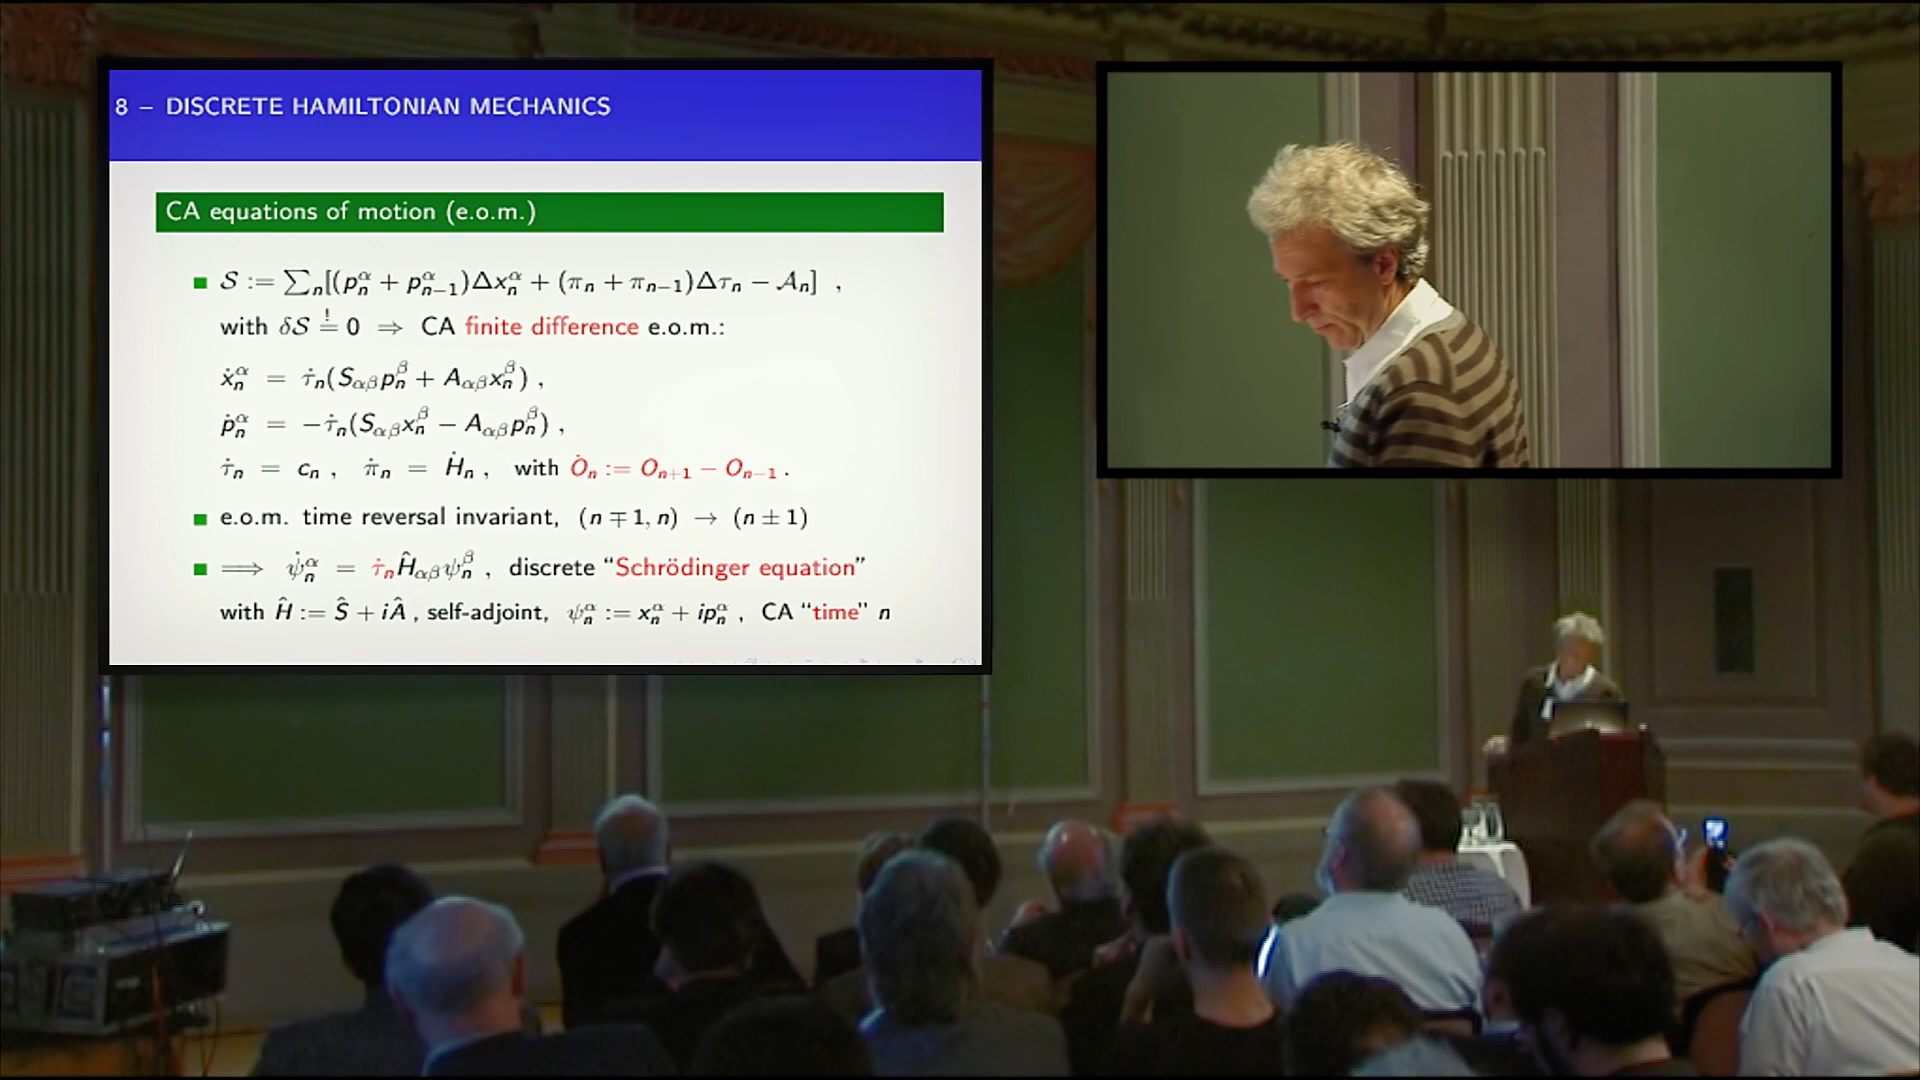 8 – DISCRETE HAMILTONIAN MECHANICS
CA equations of motion (e.o.m.)
𝒮 := ∑ₙ[(pₙ^α + pₙ₋₁^α)Δxₙ^α + (πₙ + πₙ₋₁)Δτₙ − 𝒜ₙ] ,
with δ𝒮 =^! 0 ⇒ CA finite difference e.o.m.:
ẋₙ^α = τ̇ₙ(S_αβ pₙ^β + A_αβ xₙ^β) ,
ṗₙ^α = −τ̇ₙ(S_αβ xₙ^β − A_αβ pₙ^β) ,
τ̇ₙ = cₙ , π̇ₙ = Ḣₙ , with Ȯₙ := Oₙ₊₁ − Oₙ₋₁ .
e.o.m. time reversal invariant, (n ∓ 1, n) → (n ± 1)
⟹ ψ̇ₙ^α = τ̇ₙĤ_αβ ψₙ^β , discrete “Schrödinger equation”
with Ĥ := Ŝ + iÂ , self-adjoint, ψₙ^α := xₙ^α + ipₙ^α , CA “time” n